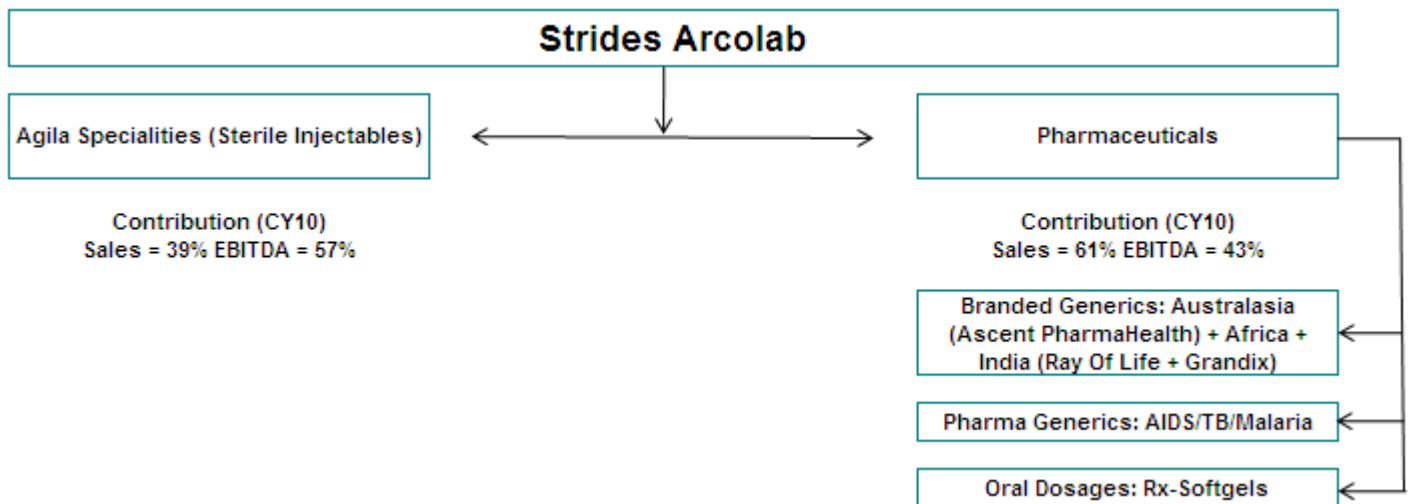 Strides Arcolab
Agila Specialities (Sterile Injectables)
Pharmaceuticals
Contribution (CY10)
Sales = 39% EBITDA = 57%
Contribution (CY10)
Sales = 61% EBITDA = 43%
Branded Generics: Australasia
(Ascent PharmaHealth) + Africa +
India (Ray Of Life + Grandix)
Pharma Generics: AIDS/TB/Malaria
Oral Dosages: Rx-Softgels